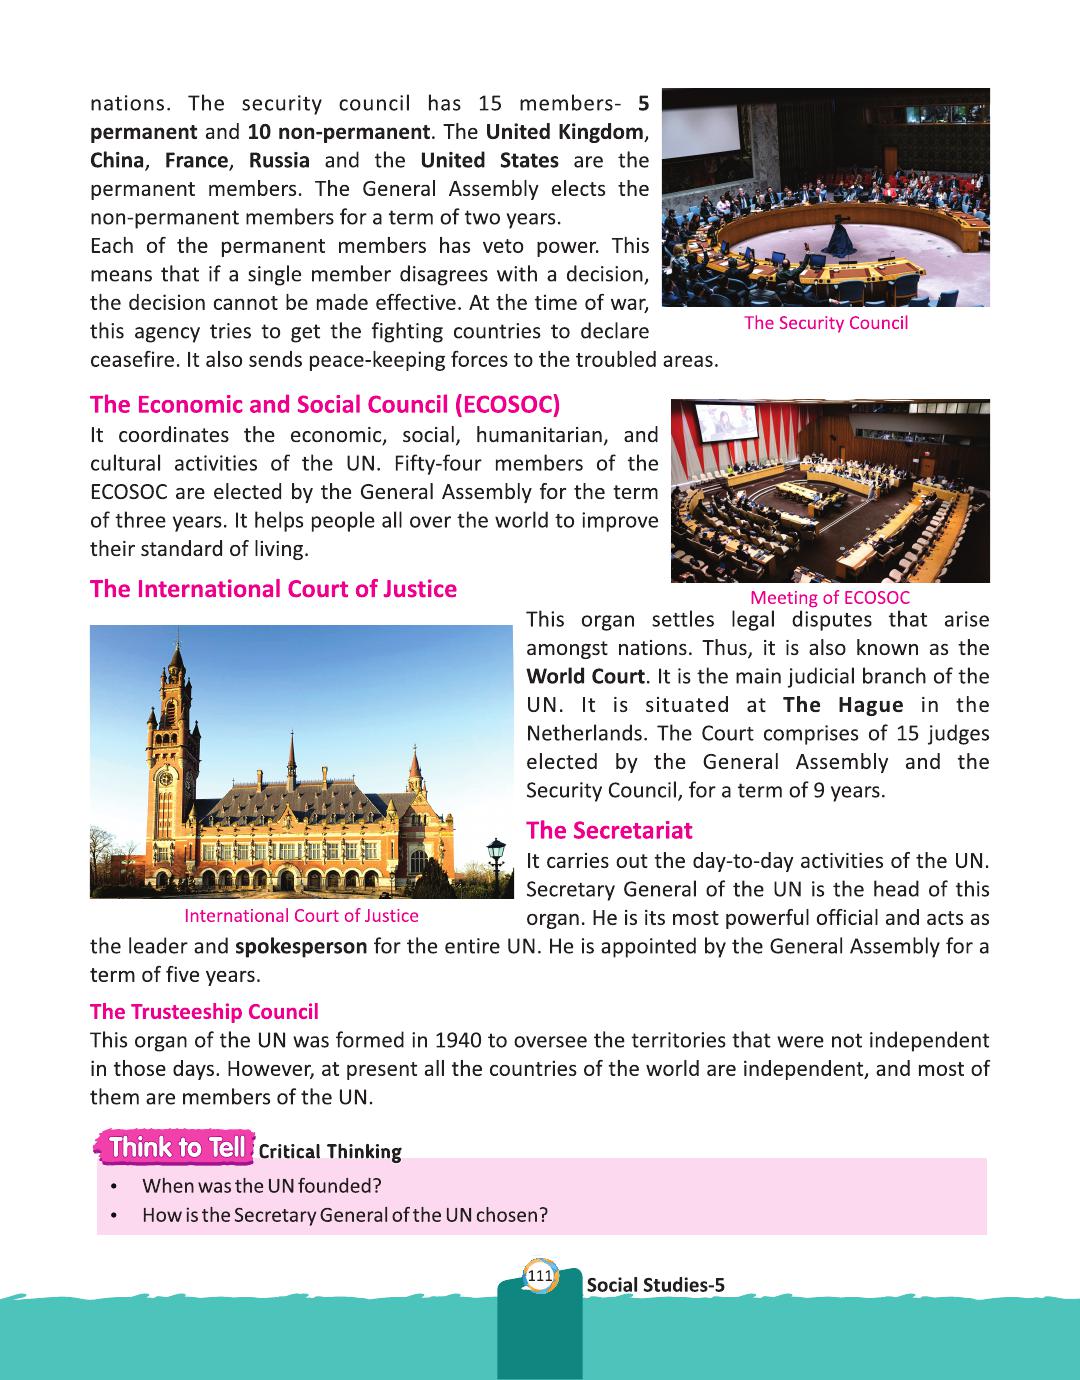 nations. The security council has 15 members- 5
permanent and 10 non-permanent. The United Kingdom,
China, France, Russia and the United States are the
permanent members. The General Assembly elects the
non-permanent members for a term of two years.
Each of the permanent members has veto power. This
means that if a single member disagrees with a decision,
the decision cannot be made effective. At the time of war,
this agency tries to get the fighting countries to declare
ceasefire. It also sends peace-keeping forces to the troubled areas.
The Security Council
The Economic and Social Council (ECOSOC)
It coordinates the economic, social, humanitarian, and
cultural activities of the UN. Fifty-four members of the
ECOSOC are elected by the General Assembly for the term
of three years. It helps people all over the world to improve
their standard of living.
Meeting of ECOSOC
The International Court of Justice
This organ settles legal disputes that arise
amongst nations. Thus, it is also known as the
World Court. It is the main judicial branch of the
UN. It is situated at The Hague in the
Netherlands. The Court comprises of 15 judges
elected by the General Assembly and the
Security Council, for a term of 9 years.
International Court of Justice
The Secretariat
It carries out the day-to-day activities of the UN.
Secretary General of the UN is the head of this
organ. He is its most powerful official and acts as
the leader and spokesperson for the entire UN. He is appointed by the General Assembly for a
term of five years.
The Trusteeship Council
This organ of the UN was formed in 1940 to oversee the territories that were not independent
in those days. However, at present all the countries of the world are independent, and most of
them are members of the UN.
Think to Tell Critical Thinking
• When was the UN founded?
• How is the Secretary General of the UN chosen?
111
Social Studies-5